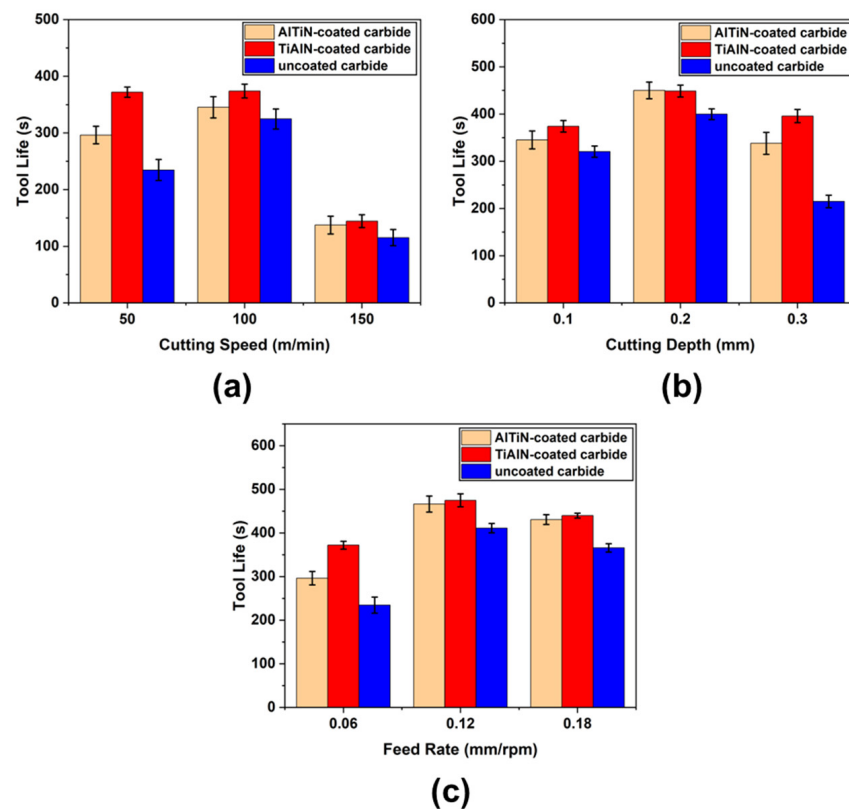 500
400
300
200
100
0
Tool Life (s)
AlTiN-coated carbide
TiAlN-coated carbide
uncoated carbide
50 100 150
Cutting Speed (m/min)
(a)
600
500
400
300
200
100
0
Tool Life (s)
AlTiN-coated carbide
TiAlN-coated carbide
uncoated carbide
0.1 0.2 0.3
Cutting Depth (mm)
(b)
600
500
400
300
200
100
0
Tool Life (s)
AlTiN-coated carbide
TiAlN-coated carbide
uncoated carbide
0.06 0.12 0.18
Feed Rate (mm/rpm)
(c)